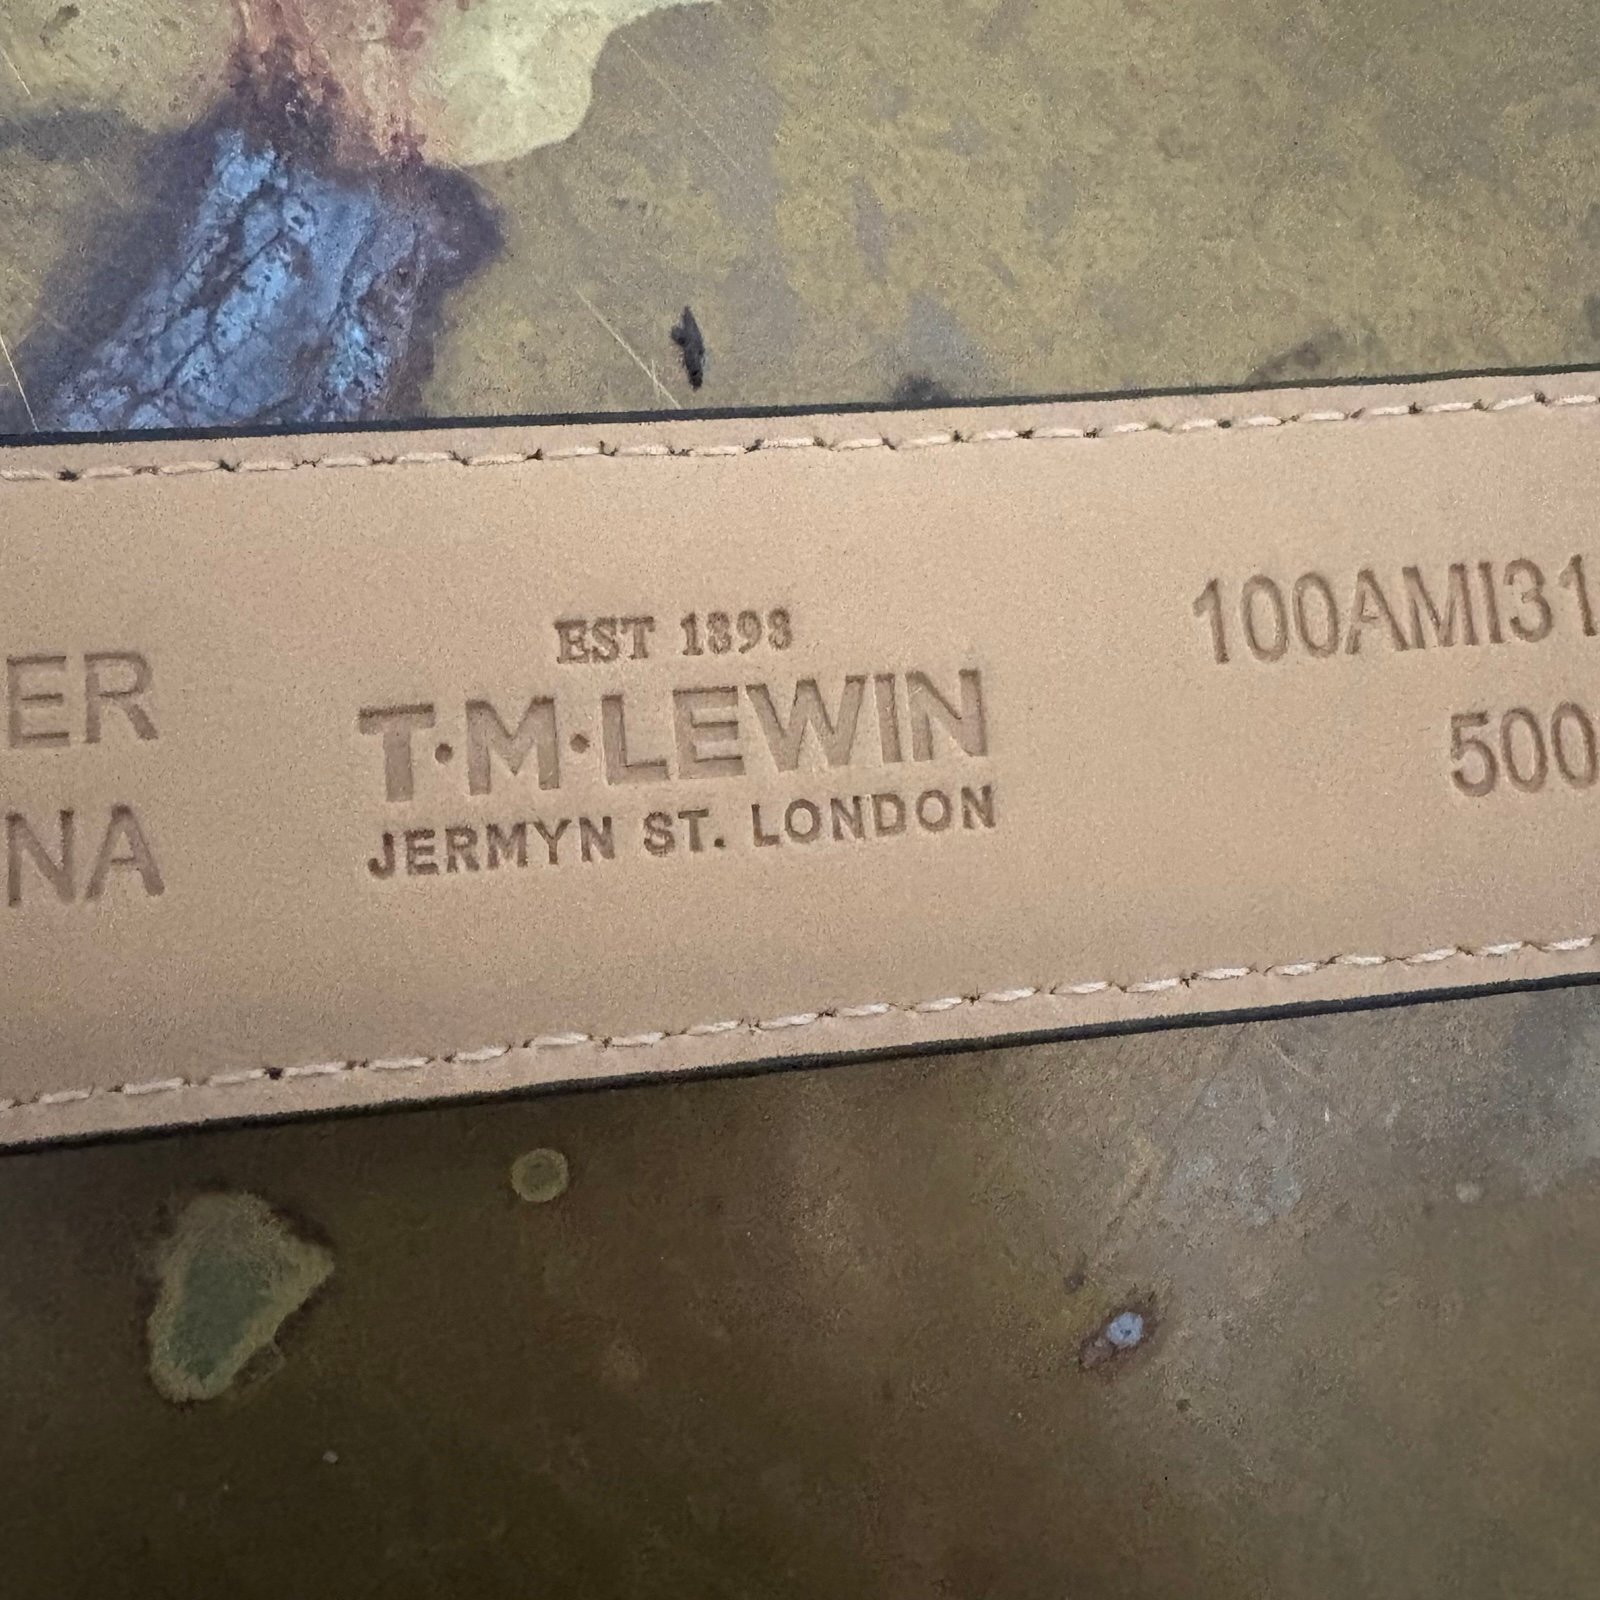 ER
NA
EST 1898
T·M·LEWIN
JERMYN ST. LONDON
100AMI31
500